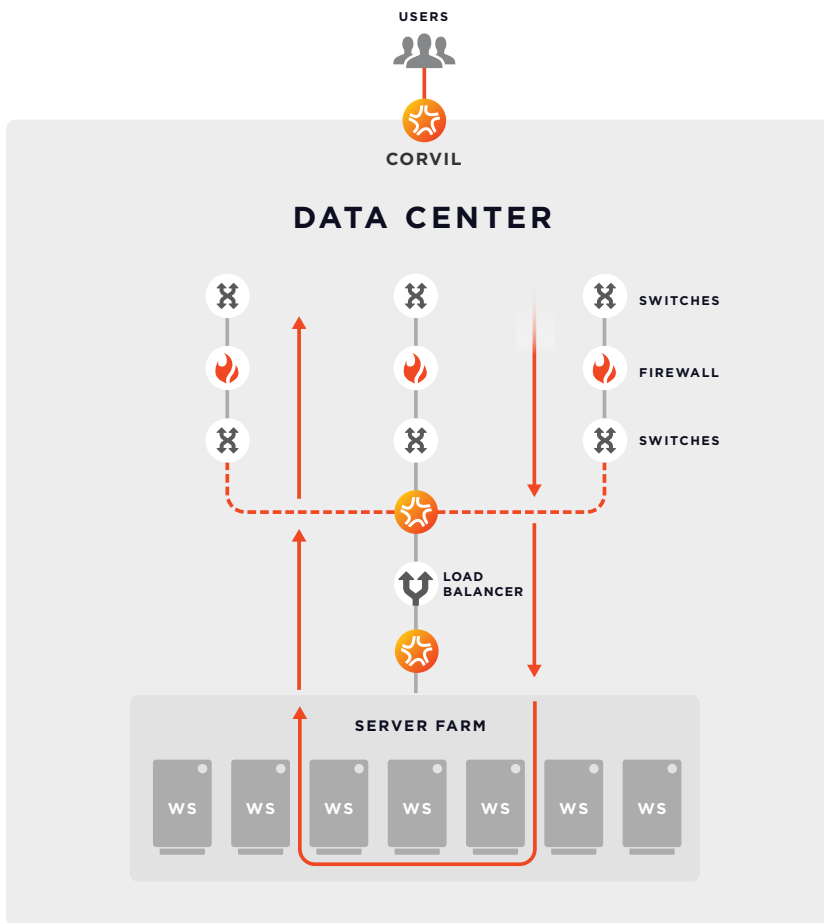 USERS
CORVIL
DATA CENTER
SWITCHES
FIREWALL
SWITCHES
LOAD
BALANCER
SERVER FARM
WS WS WS WS WS WS WS